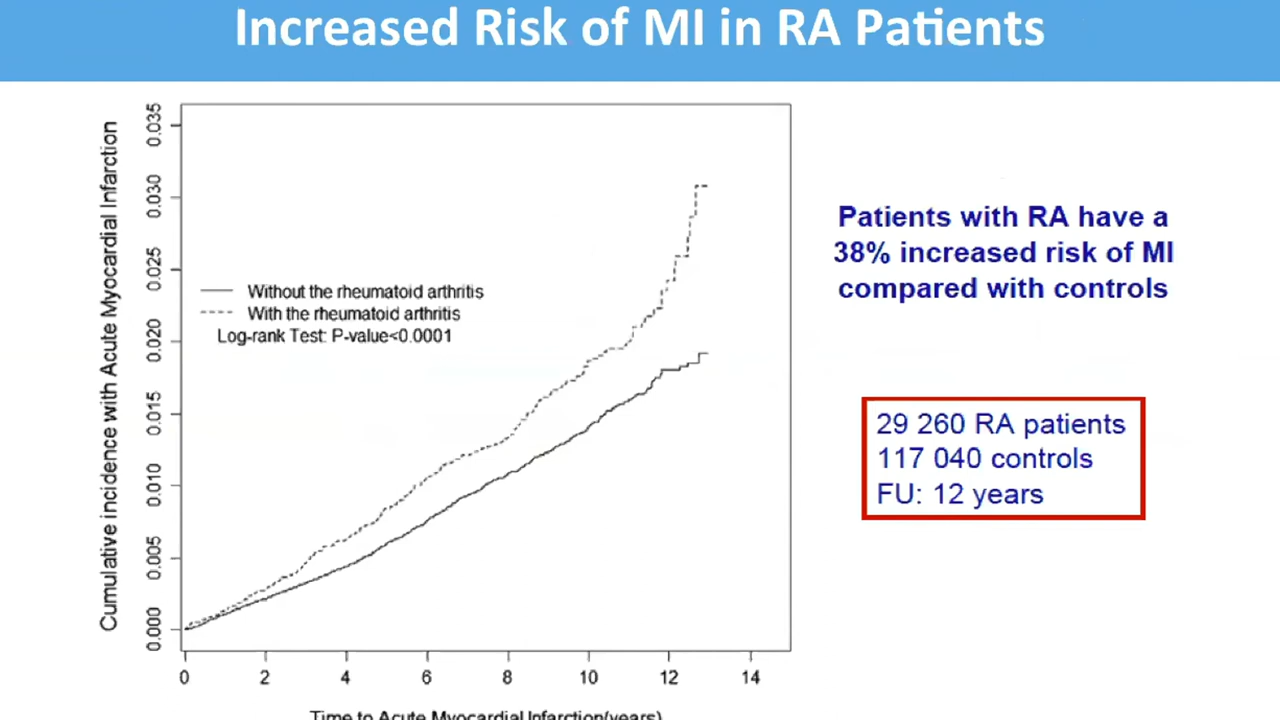 Increased Risk of MI in RA Patients
Cumulative incidence with Acute Myocardial Infarction
0.035
0.030
0.025
0.020
0.015
0.010
0.005
0.000
Without the rheumatoid arthritis
With the rheumatoid arthritis
Log-rank Test: P-value<0.0001
0 2 4 6 8 10 12 14
Time to Acute Myocardial Infarction(years)
Patients with RA have a
38% increased risk of MI
compared with controls
29 260 RA patients
117 040 controls
FU: 12 years